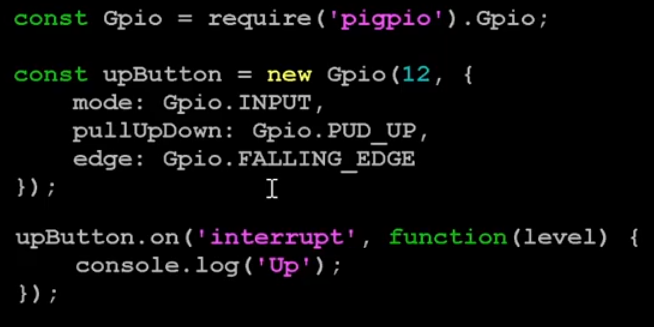 const Gpio = require('pigpio').Gpio;
const upButton = new Gpio(12, {
mode: Gpio.INPUT,
pullUpDown: Gpio.PUD_UP,
edge: Gpio.FALLING_EDGE
});
upButton.on('interrupt', function(level) {
console.log('Up');
});